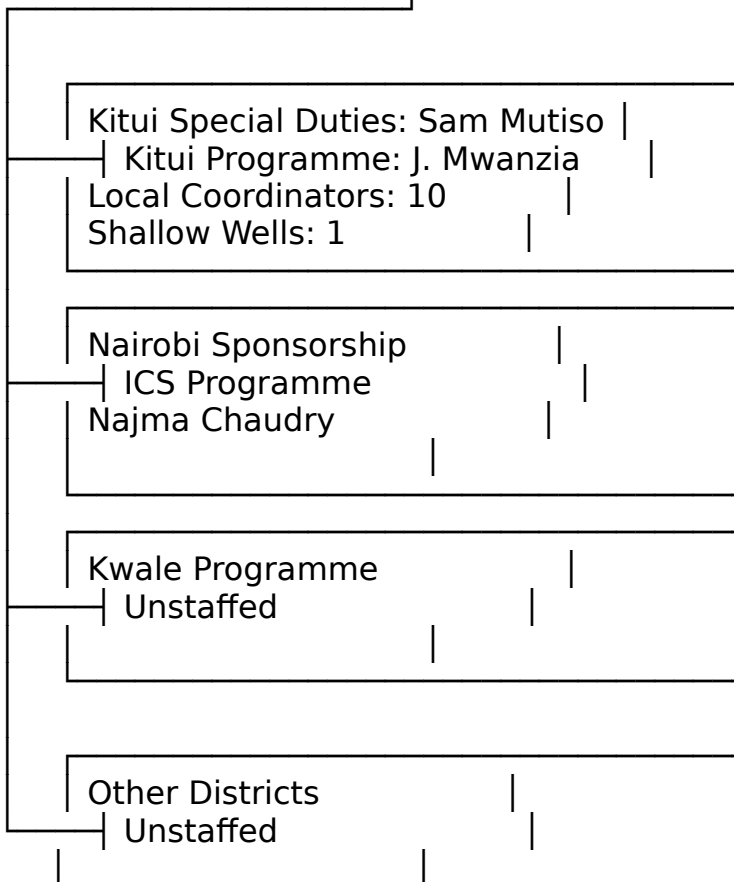 Kitui Special Duties: Sam Mutiso
Kitui Programme: J. Mwanzia
Local Coordinators: 10
Shallow Wells: 1
Nairobi Sponsorship
ICS Programme
Najma Chaudry
Kwale Programme
Unstaffed
Other Districts
Unstaffed